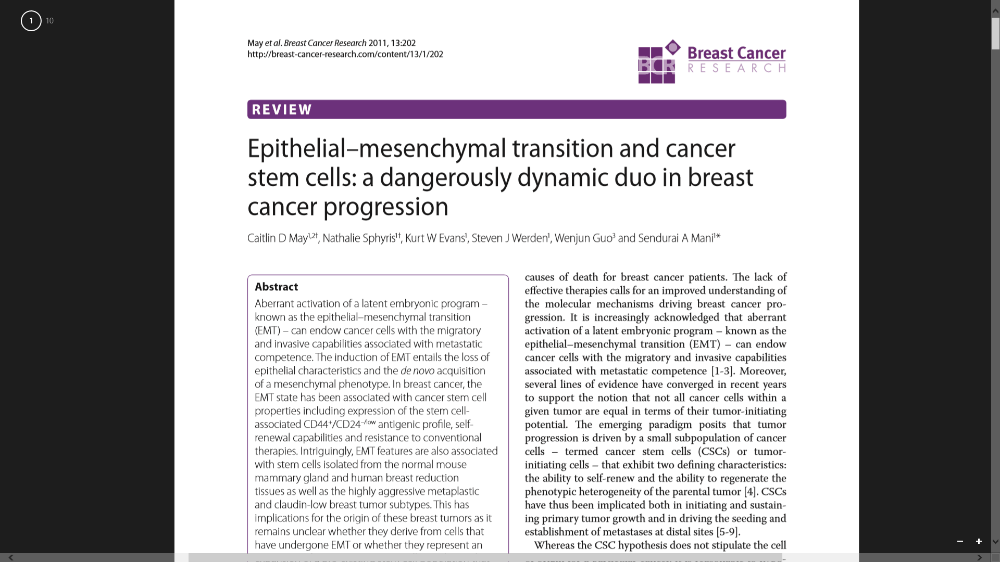 1 10
May et al. Breast Cancer Research 2011, 13:202
http://breast-cancer-research.com/content/13/1/202
BCR
Breast Cancer
RESEARCH
REVIEW
Epithelial–mesenchymal transition and cancer
stem cells: a dangerously dynamic duo in breast
cancer progression
Caitlin D May1,2†, Nathalie Sphyris1†, Kurt W Evans1, Steven J Werden1, Wenjun Guo3 and Sendurai A Mani1*
Abstract
Aberrant activation of a latent embryonic program –
known as the epithelial–mesenchymal transition
(EMT) – can endow cancer cells with the migratory
and invasive capabilities associated with metastatic
competence. The induction of EMT entails the loss of
epithelial characteristics and the de novo acquisition
of a mesenchymal phenotype. In breast cancer, the
EMT state has been associated with cancer stem cell
properties including expression of the stem cell-
associated CD44+/CD24−/low antigenic profile, self-
renewal capabilities and resistance to conventional
therapies. Intriguingly, EMT features are also associated
with stem cells isolated from the normal mouse
mammary gland and human breast reduction
tissues as well as the highly aggressive metaplastic
and claudin-low breast tumor subtypes. This has
implications for the origin of these breast tumors as it
remains unclear whether they derive from cells that
have undergone EMT or whether they represent an
causes of death for breast cancer patients. The lack of
effective therapies calls for an improved understanding of
the molecular mechanisms driving breast cancer pro-
gression. It is increasingly acknowledged that aberrant
activation of a latent embryonic program – known as the
epithelial–mesenchymal transition (EMT) – can endow
cancer cells with the migratory and invasive capabilities
associated with metastatic competence [1-3]. Moreover,
several lines of evidence have converged in recent years
to support the notion that not all cancer cells within a
given tumor are equal in terms of their tumor-initiating
potential. The emerging paradigm posits that tumor
progression is driven by a small subpopulation of cancer
cells – termed cancer stem cells (CSCs) or tumor-
initiating cells – that exhibit two defining characteristics:
the ability to self-renew and the ability to regenerate the
phenotypic heterogeneity of the parental tumor [4]. CSCs
have thus been implicated both in initiating and sustain-
ing primary tumor growth and in driving the seeding and
establishment of metastases at distal sites [5-9].
Whereas the CSC hypothesis does not stipulate the cell